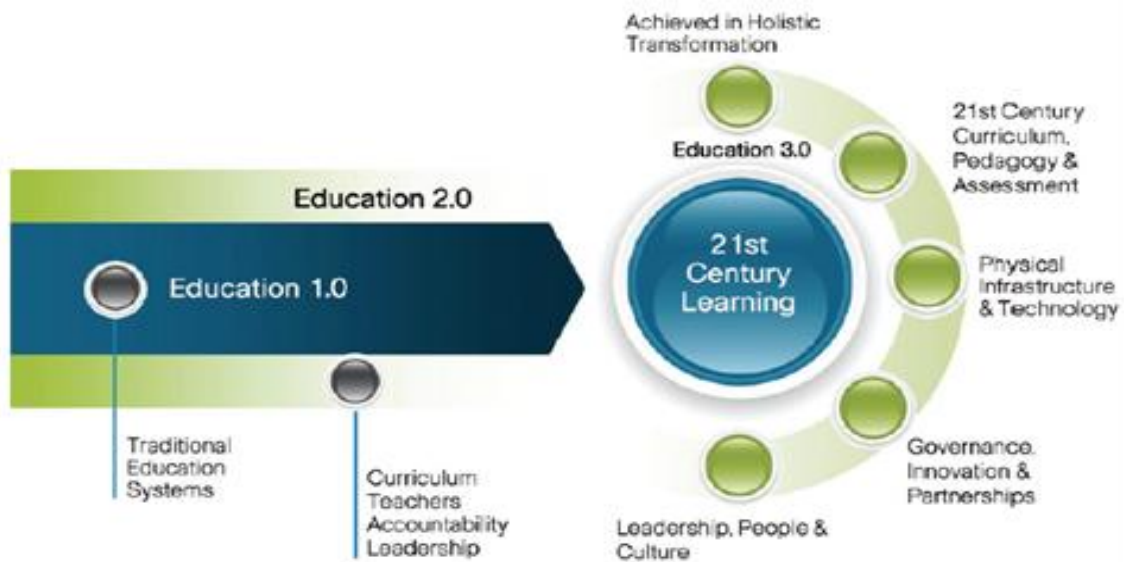 Education 2.0
Education 1.0
Traditional
Education
Systems
Curriculum
Teachers
Accountability
Leadership
Achieved in Holistic
Transformation
Education 3.0
21st
Century
Learning
21st Century
Curriculum,
Pedagogy &
Assessment
Physical
Infrastructure
& Technology
Governance,
Innovation &
Partnerships
Leadership, People &
Culture